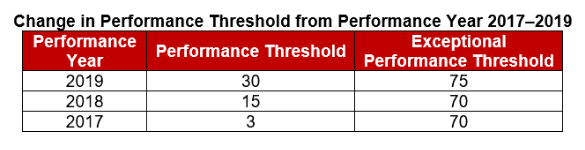 Change in Performance Threshold from Performance Year 2017–2019
Performance Year Performance Threshold Exceptional Performance Threshold
2019 30 75
2018 15 70
2017 3 70